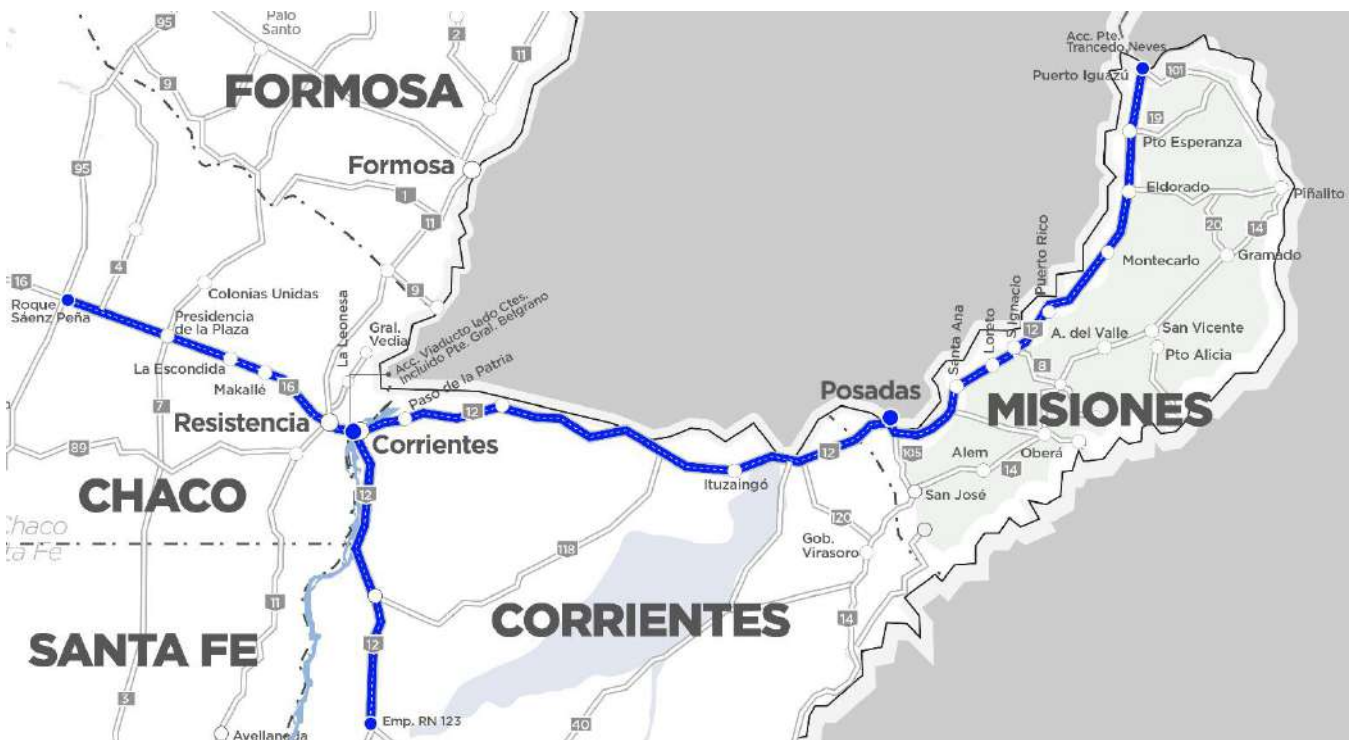 95
Palo
Santo
2
11
Acc. Pte.
Trancedo Neves
Puerto Iguazú
101
9
FORMOSA
19
Pto Esperanza
95
Formosa
1
11
Eldorado
Piñalito
20
14
Montecarlo
Gramado
16
4
Colonias Unidas
9
Roque
Sáenz Peña
Presidencia
de la Plaza
La Leonesa
Gral.
Vedia
Acc. Viaducto lado Ctes.
Incluido Pte. Gral. Belgrano
Paso de la Patria
Santa Ana
Loreto
S. Ignacio
Puerto Rico
12
A. del Valle
San Vicente
8
Pto Alicia
La Escondida
Makallé
16
Posadas
MISIONES
7
Resistencia
Corrientes
12
12
105
Alem
Oberá
14
89
Ituzaingó
San José
CHACO
12
120
Gob.
Virasoro
Chaco
ta Fe
118
11
CORRIENTES
14
SANTA FE
12
3
Emp. RN 123
40
Avellaneda